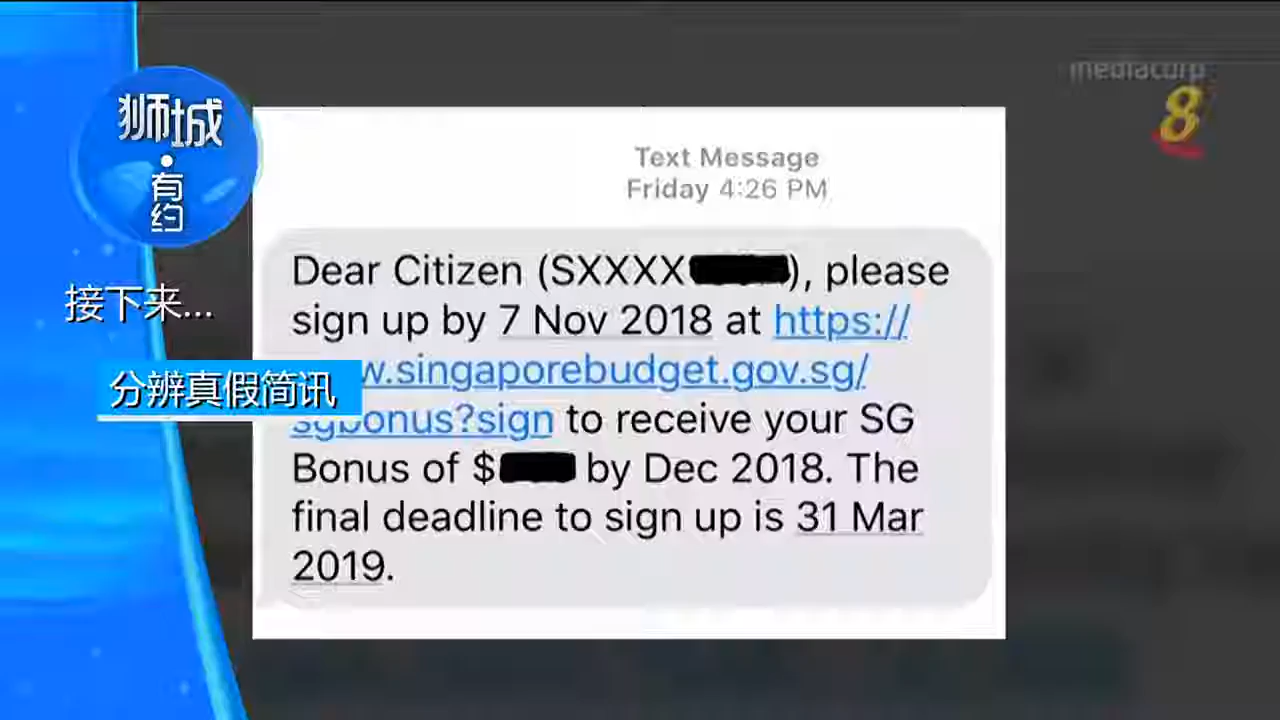 狮城
有约
接下来...
分辨真假简讯
mediacorp
8
Text Message
Friday 4:26 PM
Dear Citizen (SXXXX), please
sign up by 7 Nov 2018 at https://
w.singaporebudget.gov.sg/
sgbonus?sign to receive your SG
Bonus of $ by Dec 2018. The
final deadline to sign up is 31 Mar
2019.